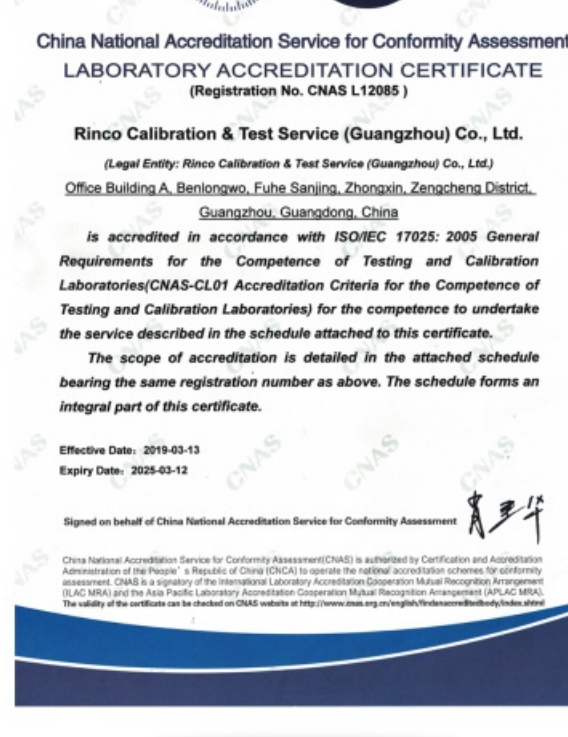 China National Accreditation Service for Conformity Assessment
LABORATORY ACCREDITATION CERTIFICATE
(Registration No. CNAS L12085 )
Rinco Calibration & Test Service (Guangzhou) Co., Ltd.
(Legal Entity: Rinco Calibration & Test Service (Guangzhou) Co., Ltd.)
Office Building A, Benlongwo, Fuhe Sanjing, Zhongxin, Zengcheng District,
Guangzhou, Guangdong, China
is accredited in accordance with ISO/IEC 17025: 2005 General
Requirements for the Competence of Testing and Calibration
Laboratories(CNAS-CL01 Accreditation Criteria for the Competence of
Testing and Calibration Laboratories) for the competence to undertake
the service described in the schedule attached to this certificate.
The scope of accreditation is detailed in the attached schedule
bearing the same registration number as above. The schedule forms an
integral part of this certificate.
Effective Date: 2019-03-13
Expiry Date: 2025-03-12
Signed on behalf of China National Accreditation Service for Conformity Assessment
China National Accreditation Service for Conformity Assessment(CNAS) is authorized by Certification and Accreditation
Administration of the People' s Republic of China (CNCA) to operate the national accreditation schemes for conformity
assessment. CNAS is a signatory of the International Laboratory Accreditation Cooperation Mutual Recognition Arrangement
(ILAC MRA) and the Asia Pacific Laboratory Accreditation Cooperation Mutual Recognition Arrangement (APLAC MRA).
The validity of the certificate can be checked on CNAS website at http://www.cnas.org.cn/english/findanaccreditedbody/index.shtml